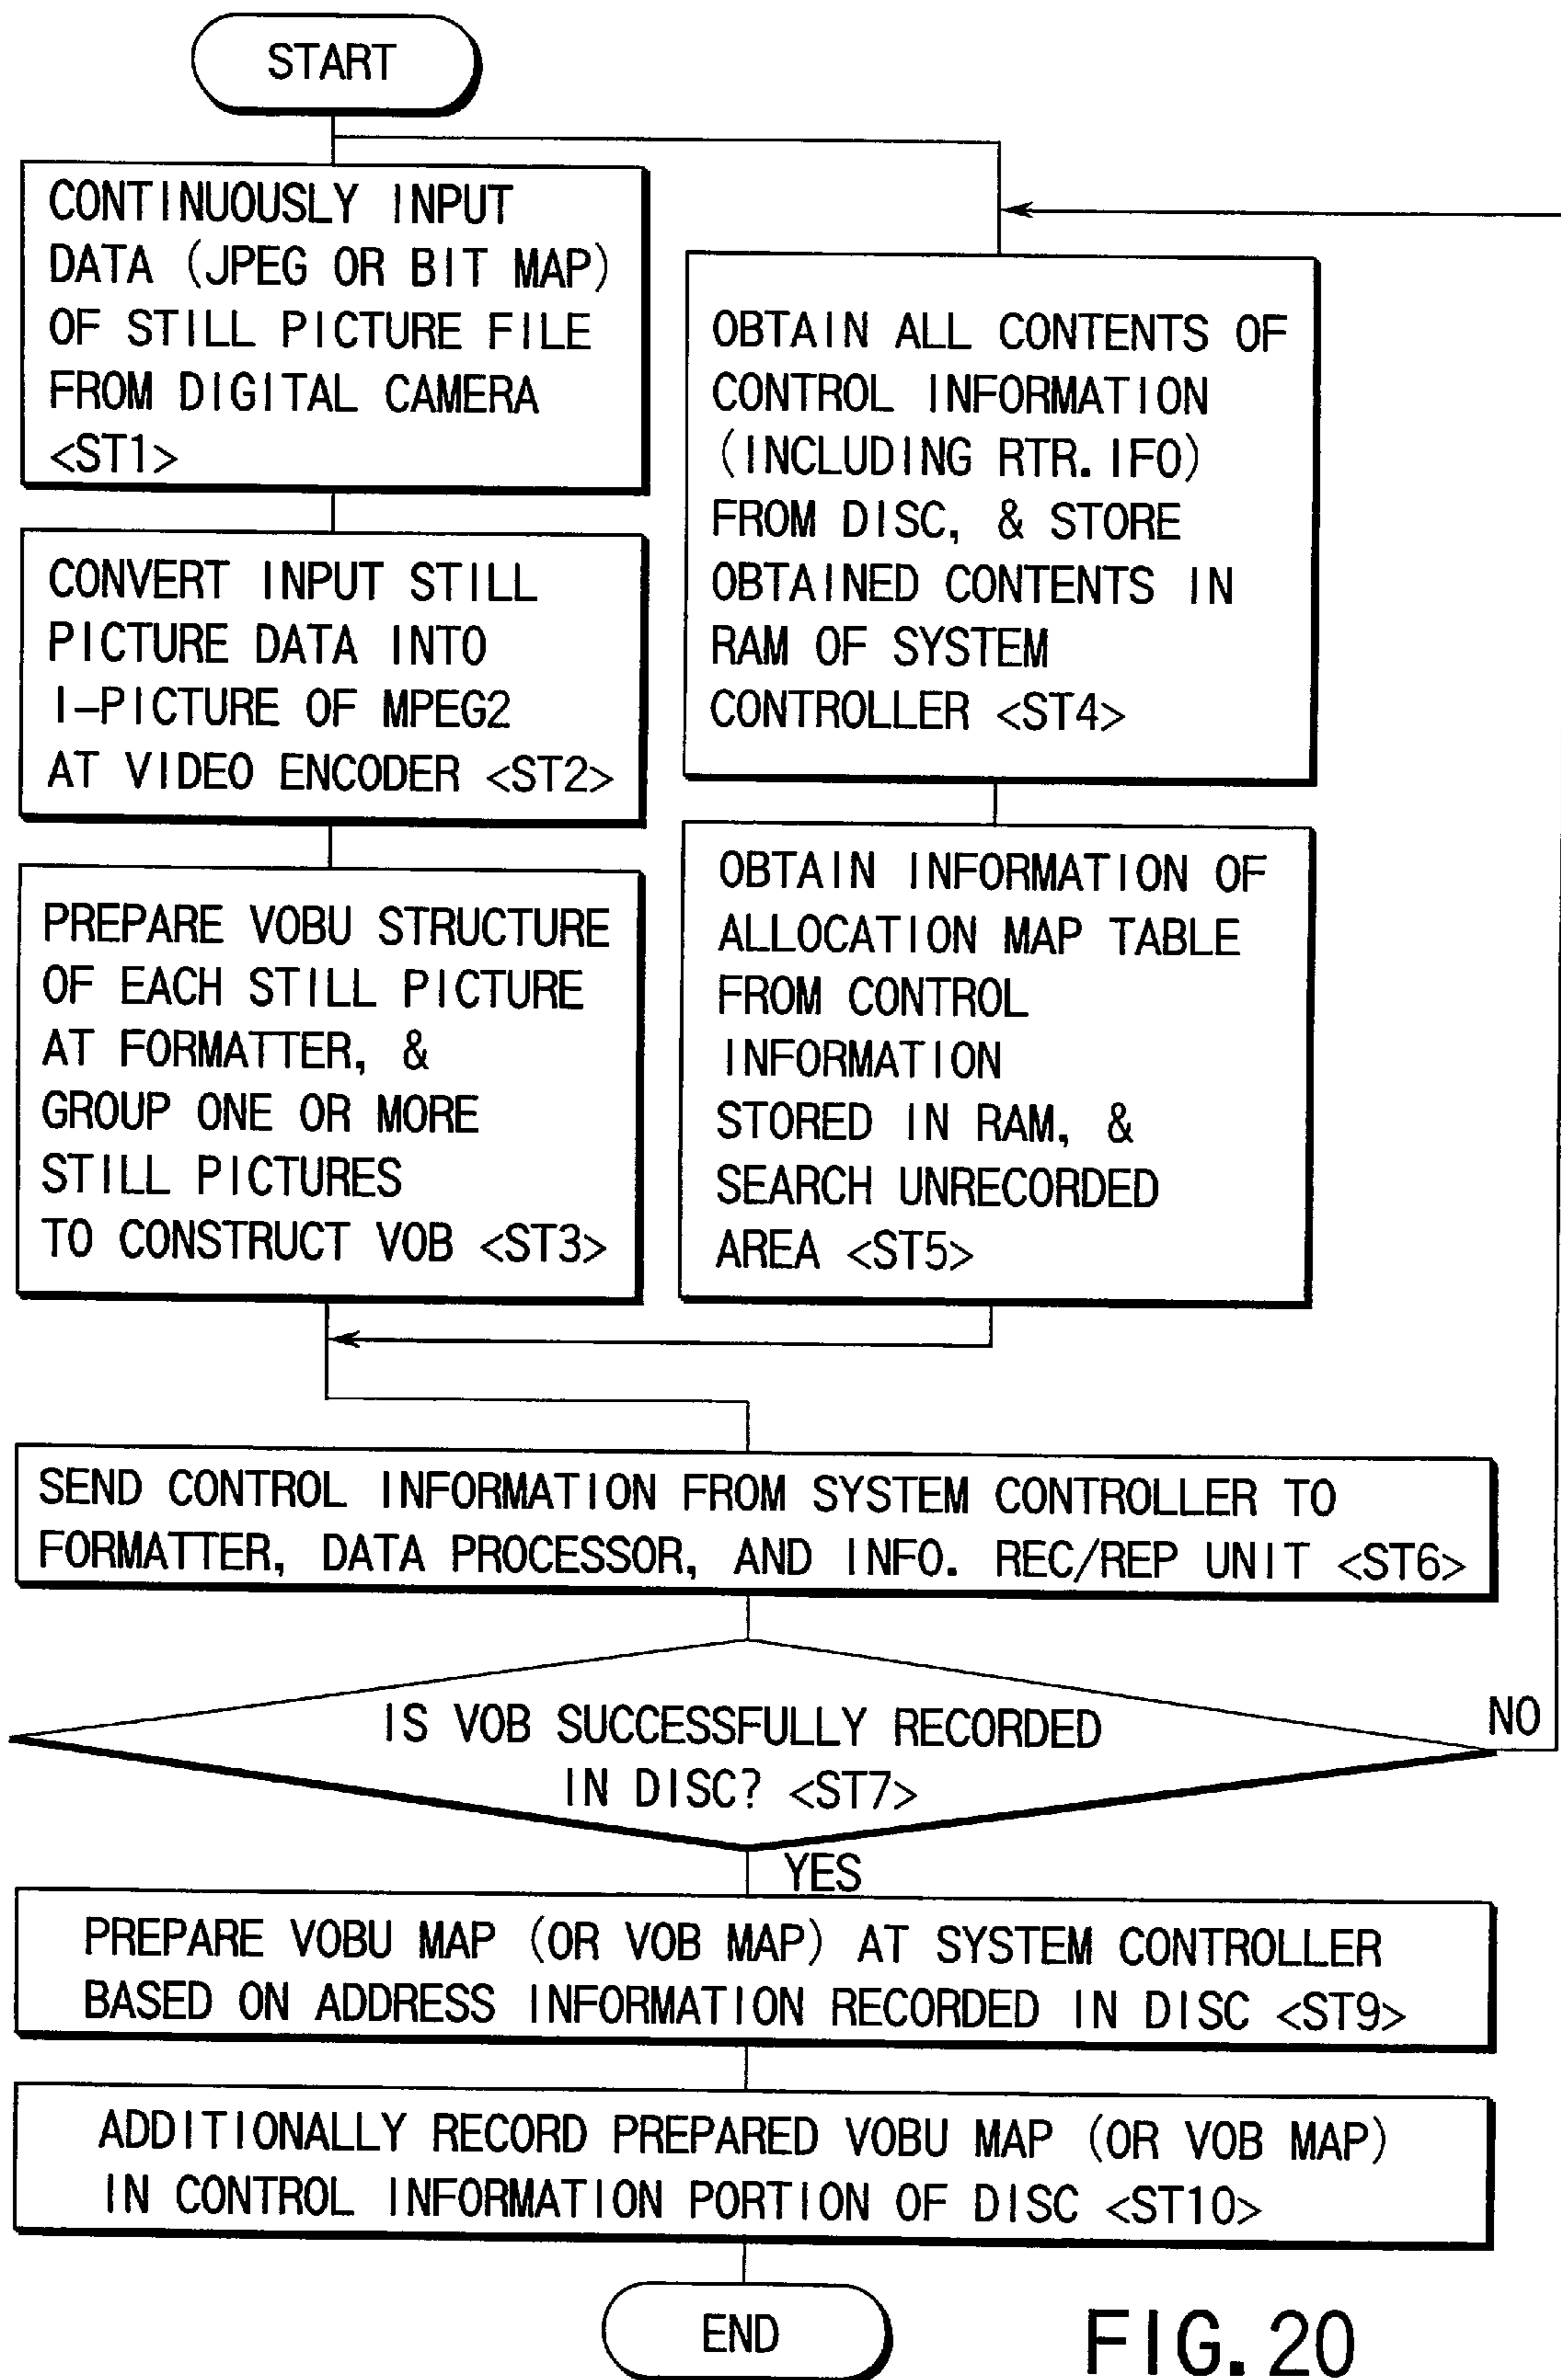 START
CONTINUOUSLY INPUT
DATA (JPEG OR BIT MAP)
OF STILL PICTURE FILE
FROM DIGITAL CAMERA
<ST1>
CONVERT INPUT STILL
PICTURE DATA INTO
I-PICTURE OF MPEG2
AT VIDEO ENCODER <ST2>
PREPARE VOBU STRUCTURE
OF EACH STILL PICTURE
AT FORMATTER, &
GROUP ONE OR MORE
STILL PICTURES
TO CONSTRUCT VOB <ST3>
OBTAIN ALL CONTENTS OF
CONTROL INFORMATION
(INCLUDING RTR.IFO)
FROM DISC, & STORE
OBTAINED CONTENTS IN
RAM OF SYSTEM
CONTROLLER <ST4>
OBTAIN INFORMATION OF
ALLOCATION MAP TABLE
FROM CONTROL
INFORMATION
STORED IN RAM, &
SEARCH UNRECORDED
AREA <ST5>
SEND CONTROL INFORMATION FROM SYSTEM CONTROLLER TO
FORMATTER, DATA PROCESSOR, AND INFO. REC/REP UNIT <ST6>
IS VOB SUCCESSFULLY RECORDED
IN DISC? <ST7>
NO
YES
PREPARE VOBU MAP (OR VOB MAP) AT SYSTEM CONTROLLER
BASED ON ADDRESS INFORMATION RECORDED IN DISC <ST9>
ADDITIONALLY RECORD PREPARED VOBU MAP (OR VOB MAP)
IN CONTROL INFORMATION PORTION OF DISC <ST10>
END
FIG. 20